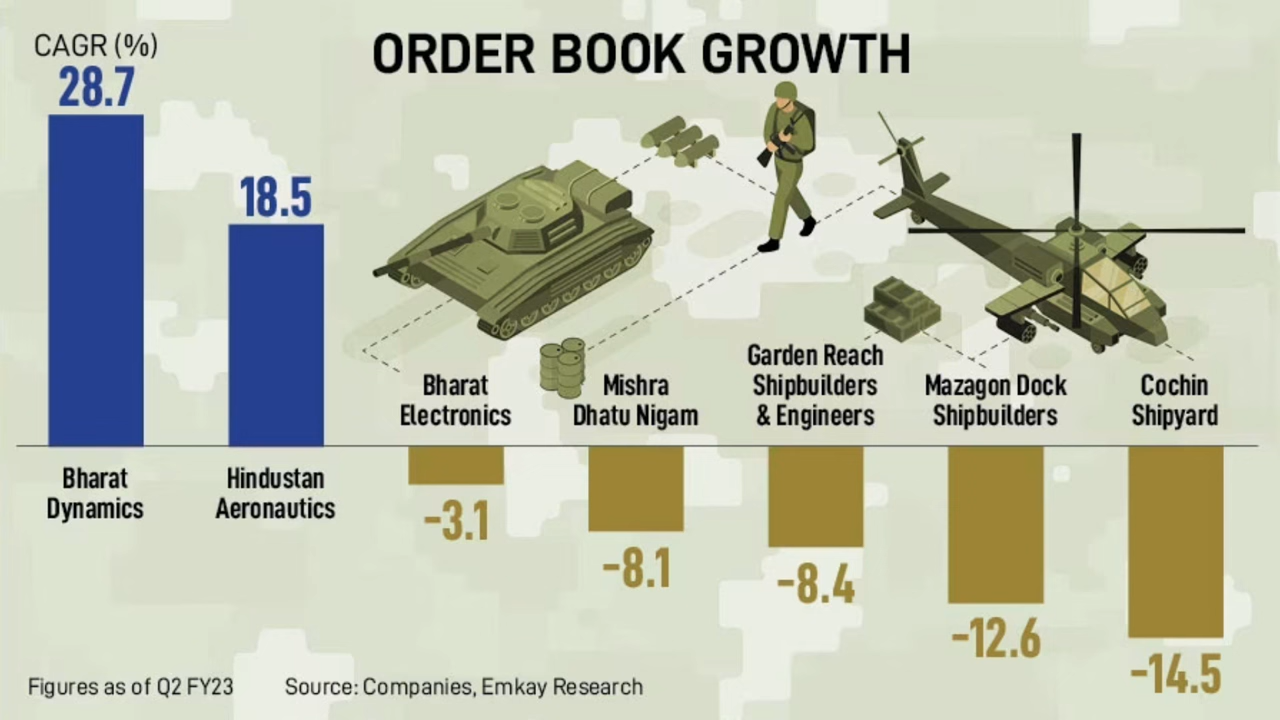 ORDER BOOK GROWTH
CAGR (%)
28.7
18.5
Bharat
Dynamics
Hindustan
Aeronautics
Bharat
Electronics
-3.1
Mishra
Dhatu Nigam
-8.1
Garden Reach
Shipbuilders
& Engineers
-8.4
Mazagon Dock
Shipbuilders
-12.6
Cochin
Shipyard
-14.5
Figures as of Q2 FY23
Source: Companies, Emkay Research